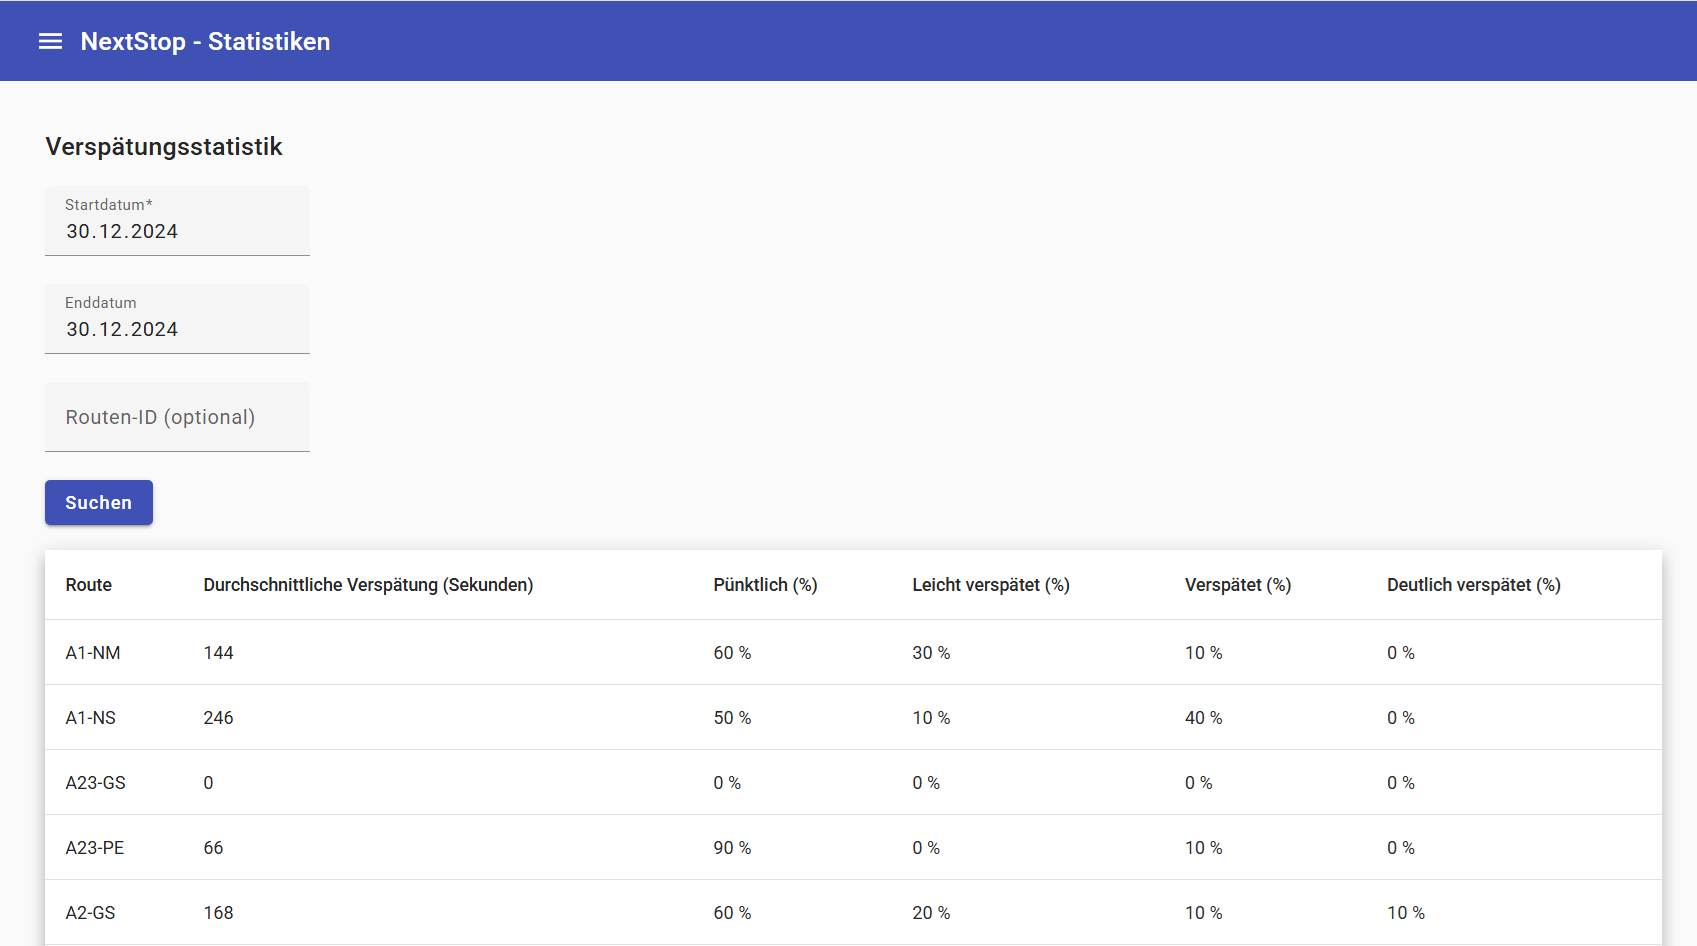 NextStop - Statistiken
Verspätungsstatistik
Startdatum*
30.12.2024
Enddatum
30.12.2024
Routen-ID (optional)
Suchen
Route Durchschnittliche Verspätung (Sekunden) Pünktlich (%) Leicht verspätet (%) Verspätet (%) Deutlich verspätet (%)
A1-NM 144 60 % 30 % 10 % 0 %
A1-NS 246 50 % 10 % 40 % 0 %
A23-GS 0 0 % 0 % 0 % 0 %
A23-PE 66 90 % 0 % 10 % 0 %
A2-GS 168 60 % 20 % 10 % 10 %